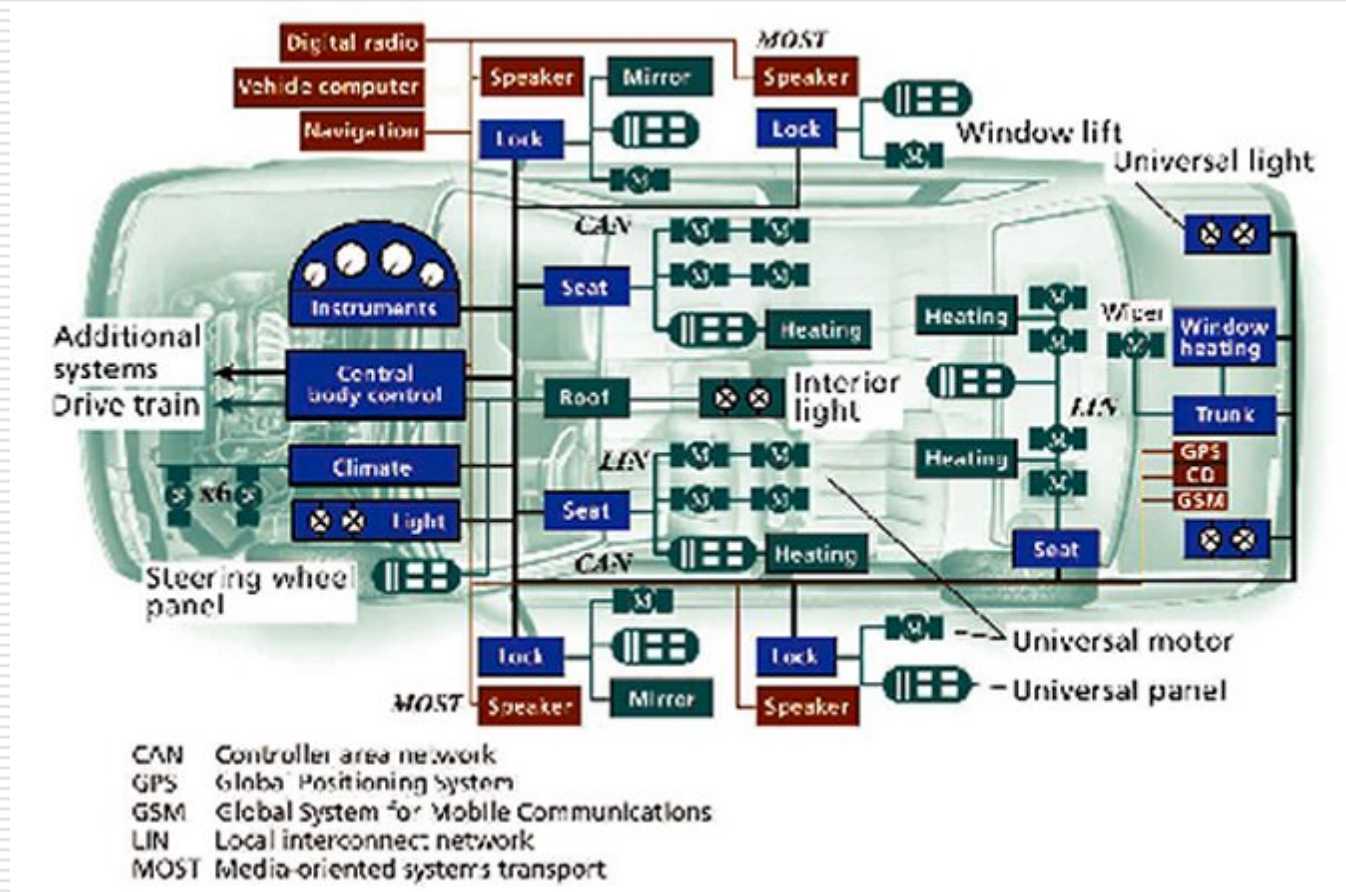 Digital radio
MOST
Speaker
Mirror
Speaker
Vehicle computer
Navigation
Lock
Lock
M
M
Window lift
Universal light
CAN
M
M
Instruments
Seat
M
M
Heating
Heating
M
M
Wiper
M
Window
heating
Additional
systems
Drive train
Central
body control
Roof
Interior
light
LIN
Trunk
Climate
LIN
M
M
Heating
M
GPS
CD
GSM
x6
Light
Seat
M
M
M
Heating
Seat
CAN
Steering wheel
panel
M
M
Lock
Lock
Universal motor
Universal panel
MOST
Speaker
Mirror
Speaker
CAN Controller area network
GPS Global Positioning System
GSM Global System for Mobile Communications
LIN Local interconnect network
MOST Media-oriented systems transport